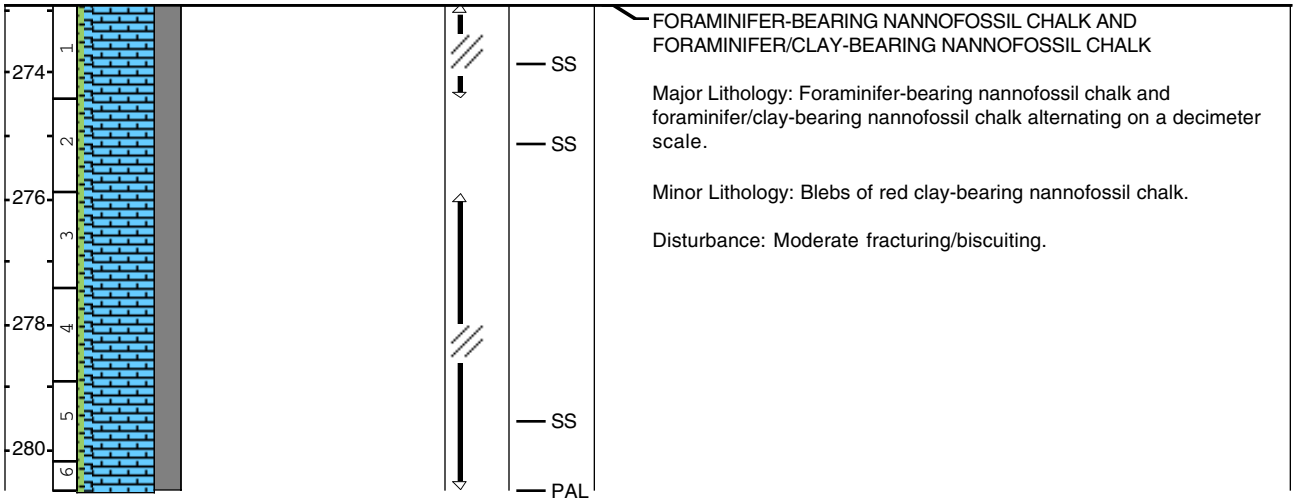 FORAMINIFER-BEARING NANNOFOSSIL CHALK AND
FORAMINIFER/CLAY-BEARING NANNOFOSSIL CHALK
Major Lithology: Foraminifer-bearing nannofossil chalk and
foraminifer/clay-bearing nannofossil chalk alternating on a decimeter
scale.
Minor Lithology: Blebs of red clay-bearing nannofossil chalk.
Disturbance: Moderate fracturing/biscuiting.
1
274
SS
2
SS
276
3
278
4
5
SS
280
6
PAL